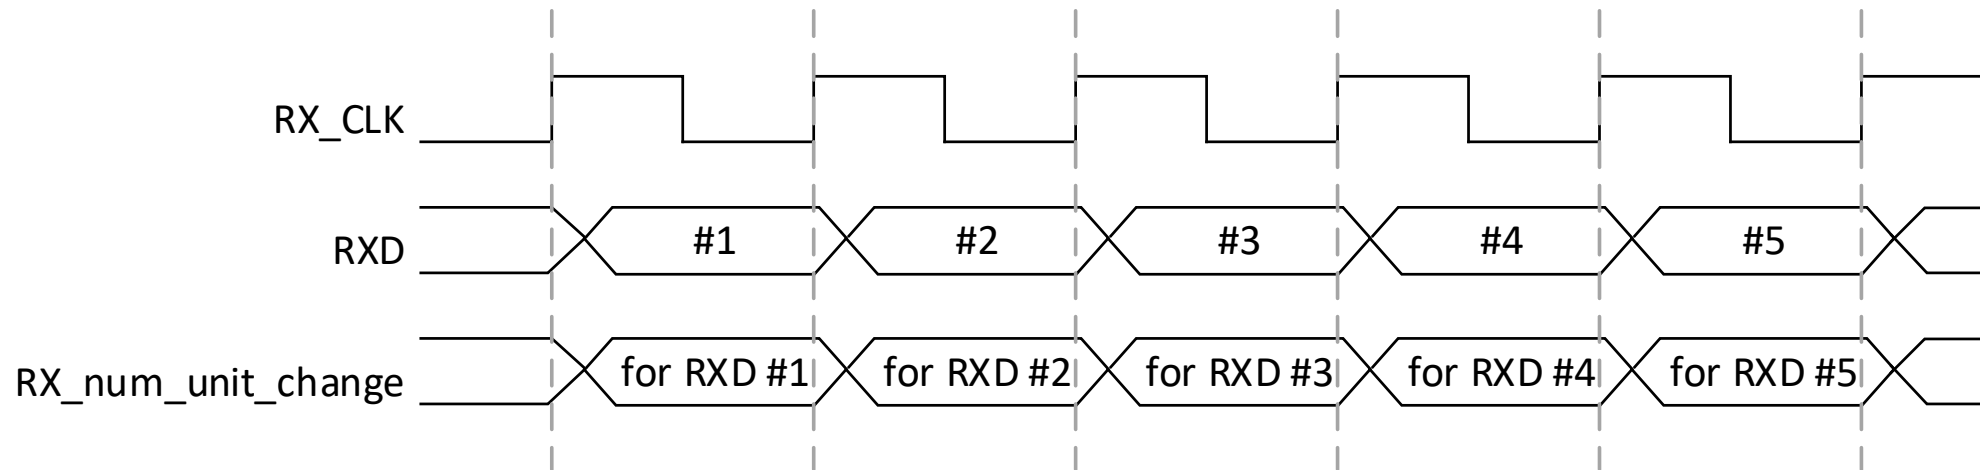 RX_CLK
RXD #1 #2 #3 #4 #5
RX_num_unit_change for RXD #1 for RXD #2 for RXD #3 for RXD #4 for RXD #5